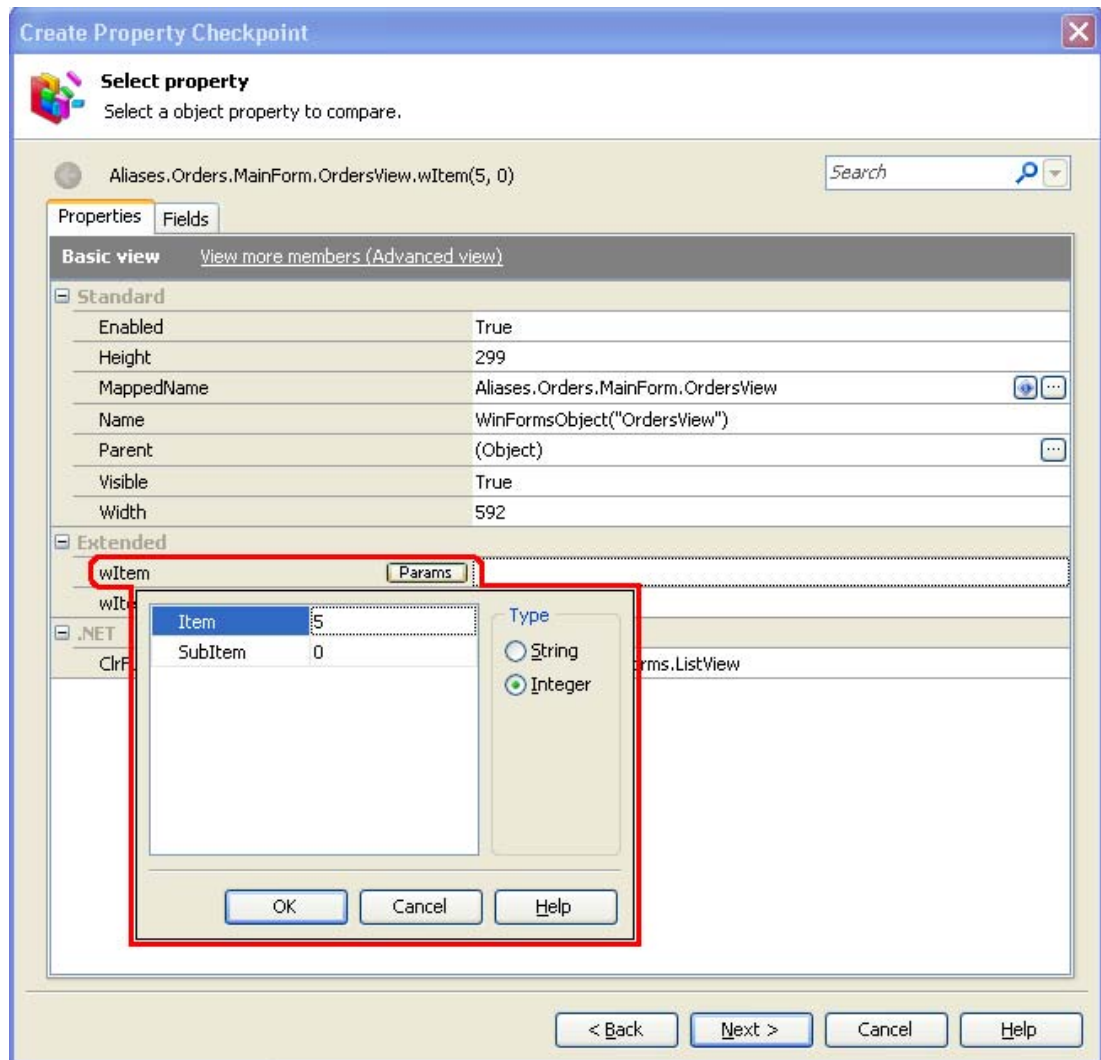 Create Property Checkpoint
Select property
Select a object property to compare.
Aliases.Orders.MainForm.OrdersView.wItem(5, 0)
Search
Properties Fields
Basic view View more members (Advanced view)
Standard
Enabled True
Height 299
MappedName Aliases.Orders.MainForm.OrdersView
Name WinFormsObject("OrdersView")
Parent (Object)
Visible True
Width 592
Extended
wItem Params
wIte
Item 5 Type
.NET
SubItem 0 String
ClrF rms.ListView
Integer
OK Cancel Help
< Back Next > Cancel Help